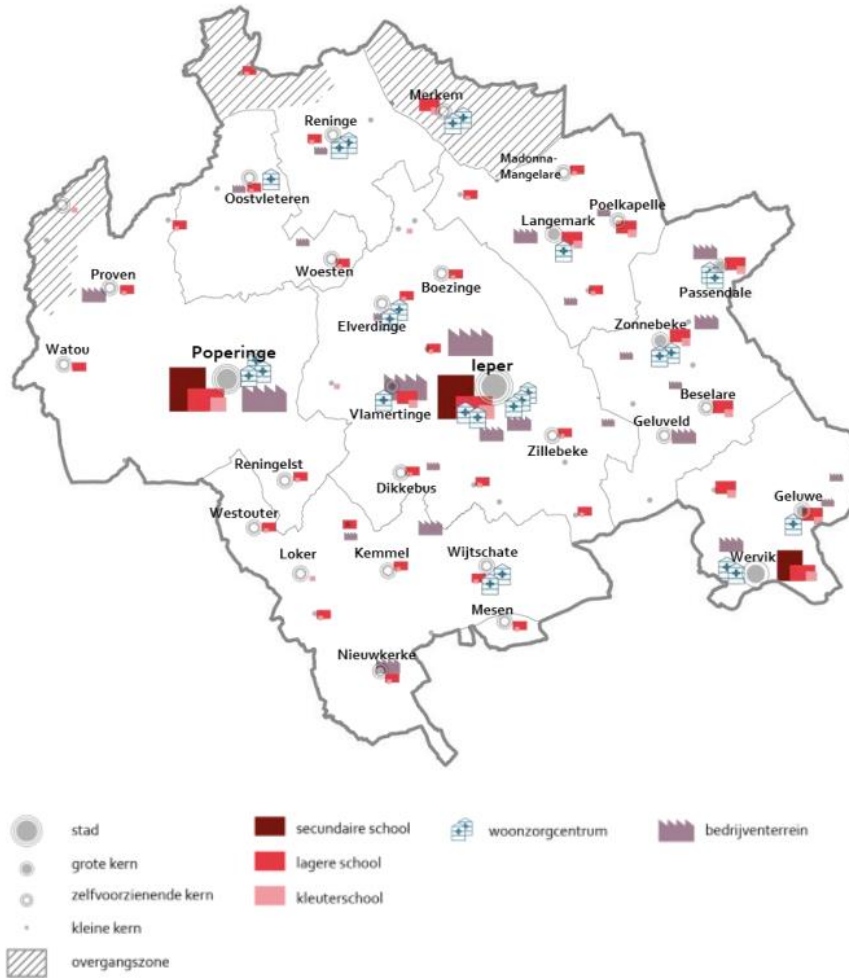 Merkem
Reninge
Madonna-
Mangelare
Poelkapelle
Oostvleteren
Langemark
Woesten
Passendale
Boezinge
Proven
Elverdinge
Zonnebeke
Watou
Poperinge
Ieper
Beselare
Vlamertinge
Geluveld
Zillebeke
Reningelst
Dikkebus
Geluwe
Westouter
Loker
Kemmel
Wijtschate
Wervik
Mesen
Nieuwkerke
stad
secundaire school
woonzorgcentrum
bedrijventerrein
grote kern
lagere school
zelfvoorzienende kern
kleuterschool
kleine kern
overgangszone